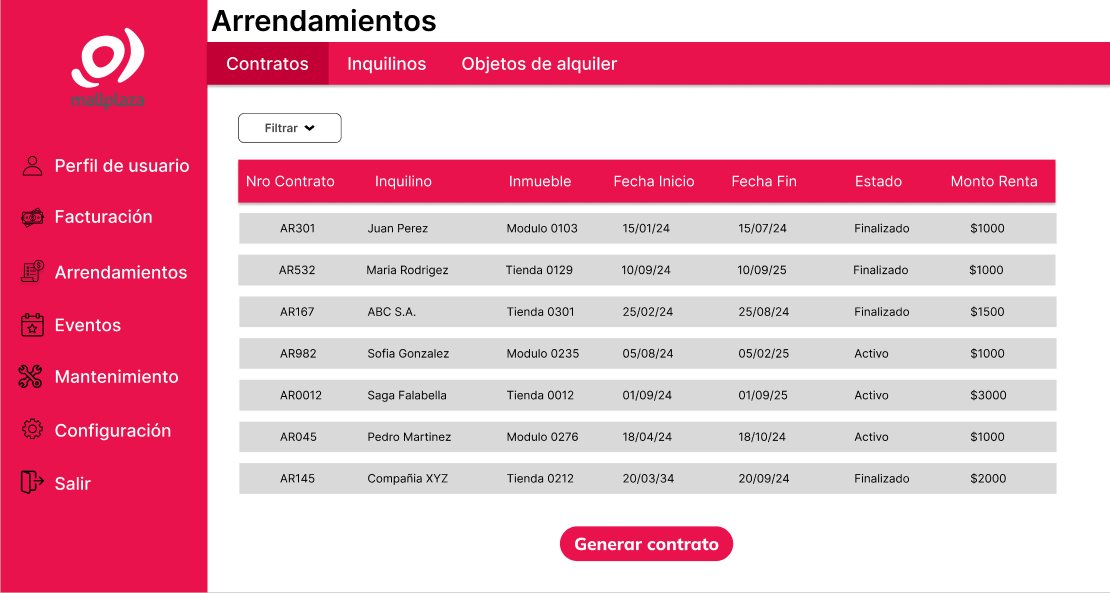 Arrendamientos
mallplaza
Contratos Inquilinos Objetos de alquiler
Perfil de usuario
Facturación
Arrendamientos
Eventos
Mantenimiento
Configuración
Salir
Filtrar
Nro Contrato Inquilino Inmueble Fecha Inicio Fecha Fin Estado Monto Renta
AR301 Juan Perez Modulo 0103 15/01/24 15/07/24 Finalizado $1000
AR532 Maria Rodrigez Tienda 0129 10/09/24 10/09/25 Finalizado $1000
AR167 ABC S.A. Tienda 0301 25/02/24 25/08/24 Finalizado $1500
AR982 Sofia Gonzalez Modulo 0235 05/08/24 05/02/25 Activo $1000
AR0012 Saga Falabella Tienda 0012 01/09/24 01/09/25 Activo $3000
AR045 Pedro Martinez Modulo 0276 18/04/24 18/10/24 Activo $1000
AR145 Compañia XYZ Tienda 0212 20/03/34 20/09/24 Finalizado $2000
Generar contrato